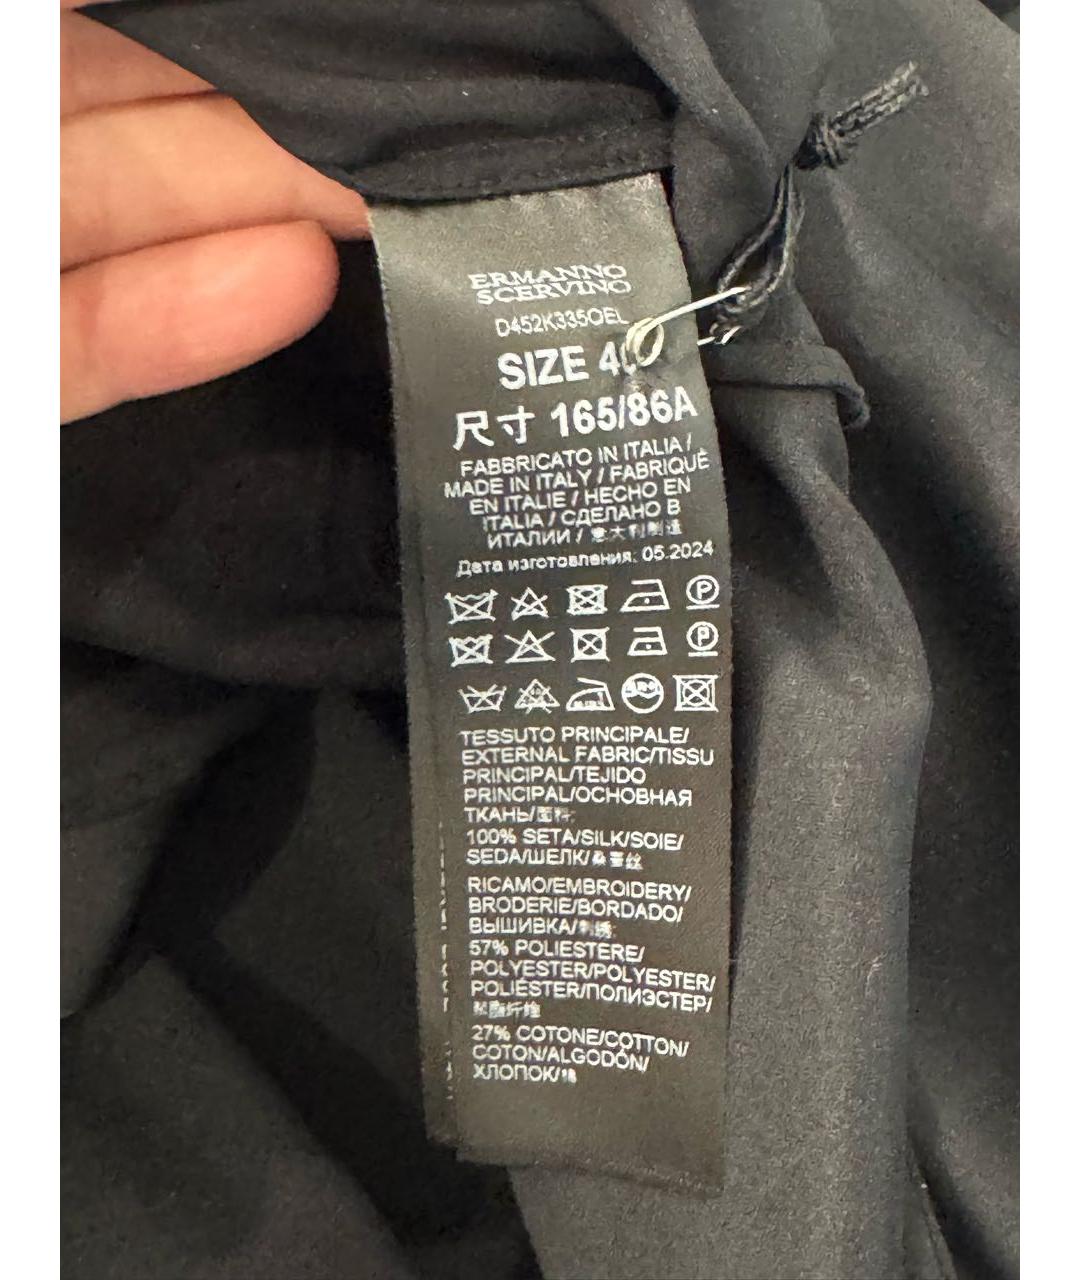 ERMANNO
SCERVINO
D452K335OEL
SIZE
尺寸 165/86A
FABBRICATO IN ITALIA /
MADE IN ITALY / FABRIQUÉ
EN ITALIE / HECHO EN
ITALIA / СДЕЛАНО В
ИТАЛИИ / 意大利制造
Дата изготовления: 05.2024
TESSUTO PRINCIPALE/
EXTERNAL FABRIC/TISSU
PRINCIPAL/TEJIDO
PRINCIPAL/ОСНОВНАЯ
ТКАНЬ/面料:
100% SETA/SILK/SOIE/
SEDA/ШЕЛК/桑蚕丝
RICAMO/EMBROIDERY/
BRODERIE/BORDADO/
ВЫШИВКА/刺绣:
57% POLIESTERE/
POLYESTER/POLYESTER/
POLIÉSTER/ПОЛИЭСТЕР/
聚酯纤维
27% COTONE/COTTON/
COTON/ALGODÓN/
ХЛОПОК/棉